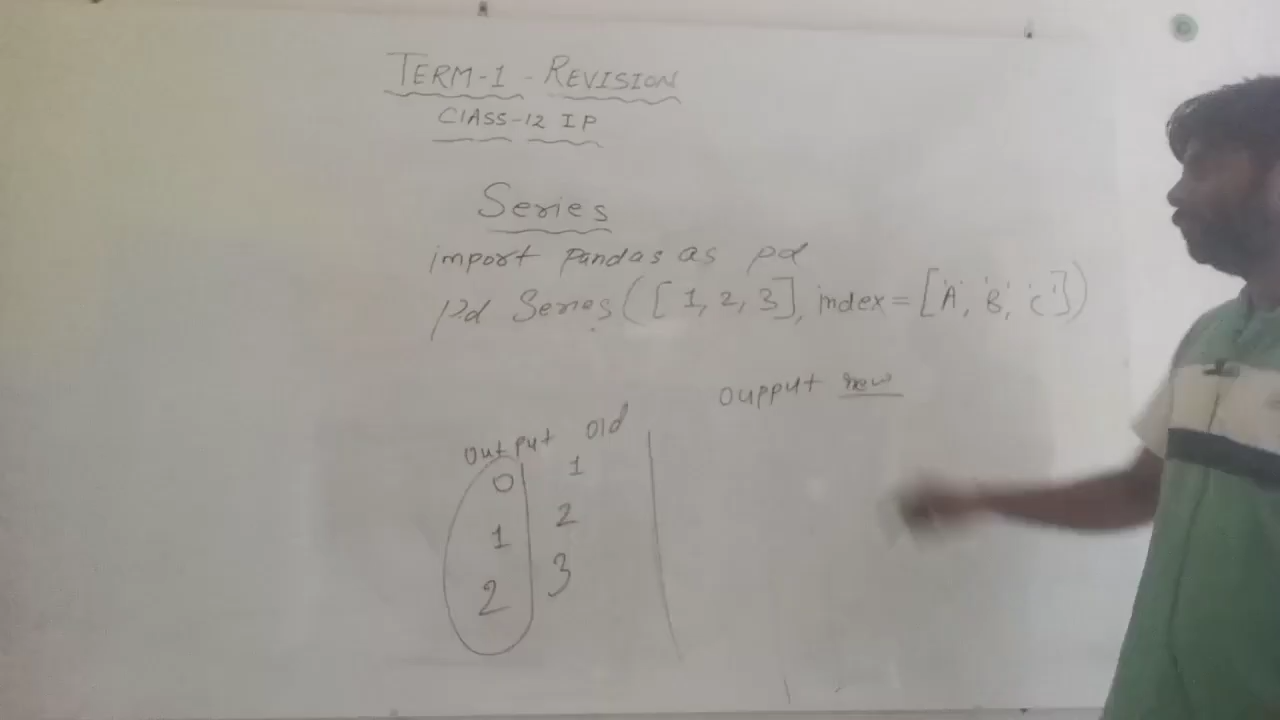 TERM-1 - REVISION
CLASS-12 IP
Series
import Pandas as pd
Pd Series([1, 2, 3], index=['A', 'B', 'C'])
OUPPUT new
OUTPUT Old
0 1
1 2
2 3